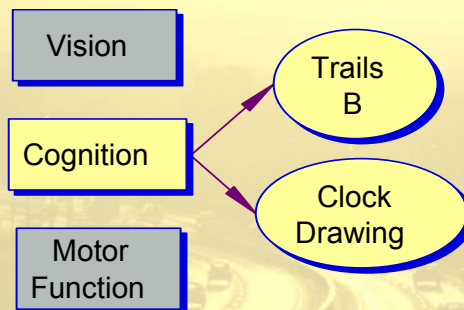 Vision
Trails
B
Cognition
Clock
Drawing
Motor
Function